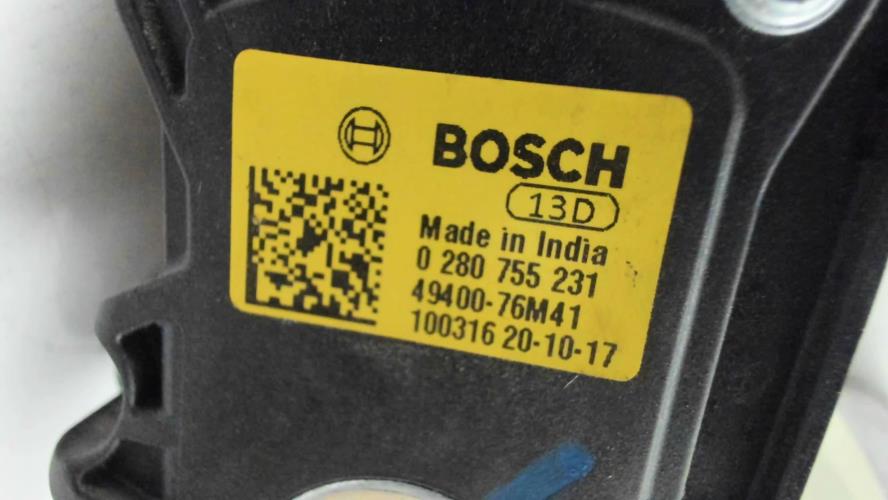 BOSCH
13D
Made in India
0 280 755 231
49400-76M41
100316 20-10-17